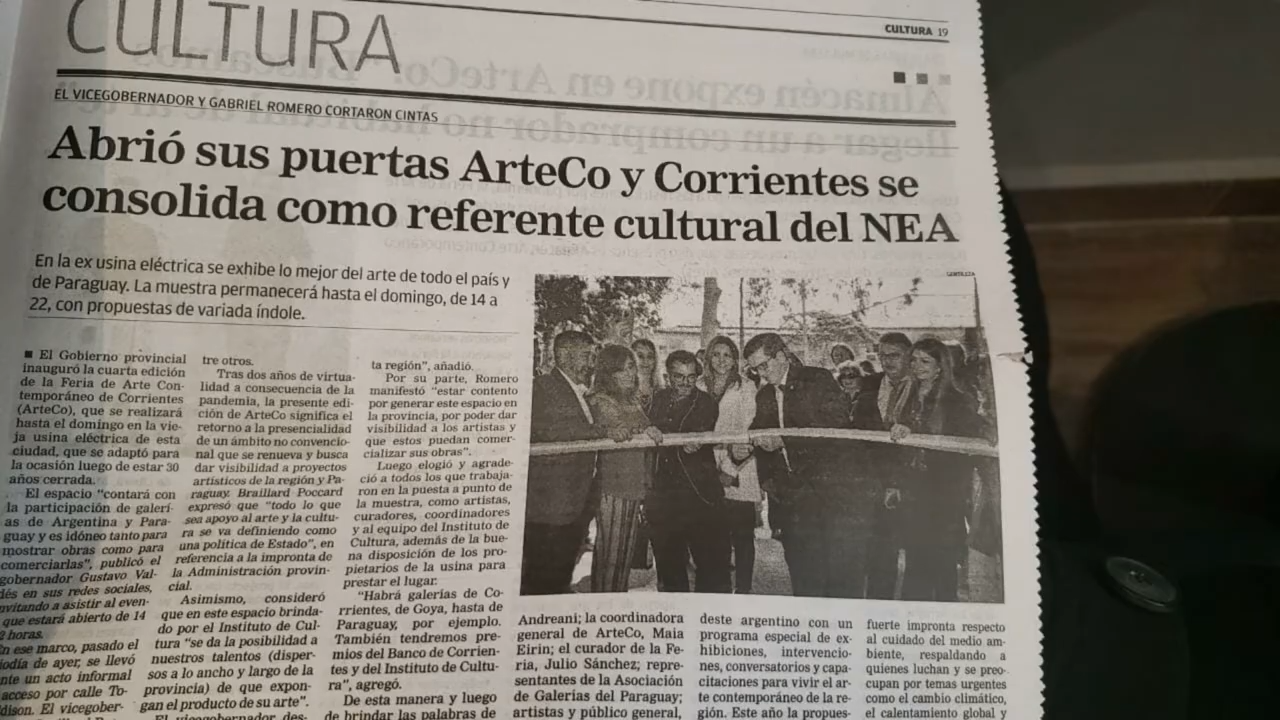 CULTURA
CULTURA 19
EL VICEGOBERNADOR Y GABRIEL ROMERO CORTARON CINTAS
Abrió sus puertas ArteCo y Corrientes se
consolida como referente cultural del NEA
En la ex usina eléctrica se exhibe lo mejor del arte de todo el país y
de Paraguay. La muestra permanecerá hasta el domingo, de 14 a
22, con propuestas de variada índole.
GENTILEZA
El Gobierno provincial
inauguró la cuarta edición
de la Feria de Arte Con-
temporáneo de Corrientes
(ArteCo), que se realizará
hasta el domingo en la vie-
ja usina eléctrica de esta
ciudad, que se adaptó para
la ocasión luego de estar 30
años cerrada.
El espacio "contará con
la participación de galerí-
as de Argentina y Para-
guay y es idóneo tanto para
mostrar obras como para
comerciarlas", publicó el
gobernador Gustavo Val-
dés en sus redes sociales,
invitando a asistir al even-
que estará abierto de 14
horas.
En ese marco, pasado el
de ayer, se llevó
un acto informal
acceso por calle To-
El vicegober-
tre otros.
Tras dos años de virtua-
lidad a consecuencia de la
pandemia, la presente edi-
ción de ArteCo significa el
retorno a la presencialidad
de un ámbito no convencio-
nal que se renueva y busca
dar visibilidad a proyectos
artísticos de la región y Pa-
raguay. Braillard Poccard
expresó que "todo lo que
sea apoyo al arte y la cultu-
ra se va definiendo como
una política de Estado", en
referencia a la impronta de
la Administración provin-
cial.
Asimismo, consideró
que en este espacio brinda-
do por el Instituto de Cul-
tura "se da la posibilidad a
nuestros talentos (disper-
sos a lo ancho y largo de la
provincia) de que expon-
gan el producto de su arte".
El vicegobernador des-
ta región", añadió.
Por su parte, Romero
manifestó "estar contento
por generar este espacio en
la provincia, por poder dar
visibilidad a los artistas y
que estos puedan comer-
cializar sus obras".
Luego elogió y agrade-
ció a todos los que trabaja-
ron en la puesta a punto de
la muestra, como artistas,
curadores, coordinadores
y al equipo del Instituto de
Cultura, además de la bue-
na disposición de los pro-
pietarios de la usina para
prestar el lugar.
"Habrá galerías de Co-
rrientes, de Goya, hasta de
Paraguay, por ejemplo.
También tendremos pre-
mios del Banco de Corrien-
tes y del Instituto de Cultu-
ra", agregó.
De esta manera y luego
de brindar las palabras de
Andreani; la coordinadora
general de ArteCo, Maia
Eirin; el curador de la Fe-
ria, Julio Sánchez; repre-
sentantes de la Asociación
de Galerías del Paraguay;
artistas y público general,
deste argentino con un
programa especial de ex-
hibiciones, intervencio-
nes, conversatorios y capa-
citaciones para vivir el ar-
te contemporáneo de la re-
gión. Este año la propues-
fuerte impronta respecto
al cuidado del medio am-
biente, respaldando a
quienes luchan y se preo-
cupan por temas urgentes
como el cambio climático,
el calentamiento global y